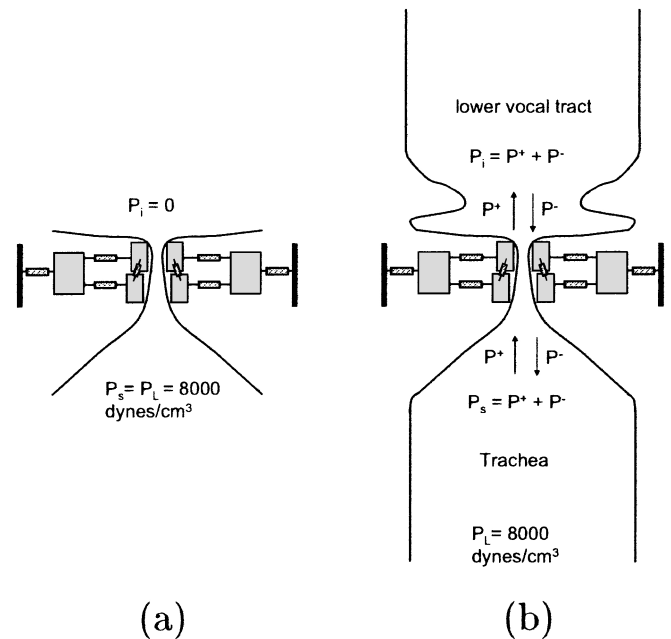 P_i = 0
P_s= P_L = 8000
dynes/cm³
(a)
lower vocal tract
P_i = P⁺ + P⁻
P⁺ P⁻
P⁺ P⁻
P_s = P⁺ + P⁻
Trachea
P_L= 8000
dynes/cm³
(b)